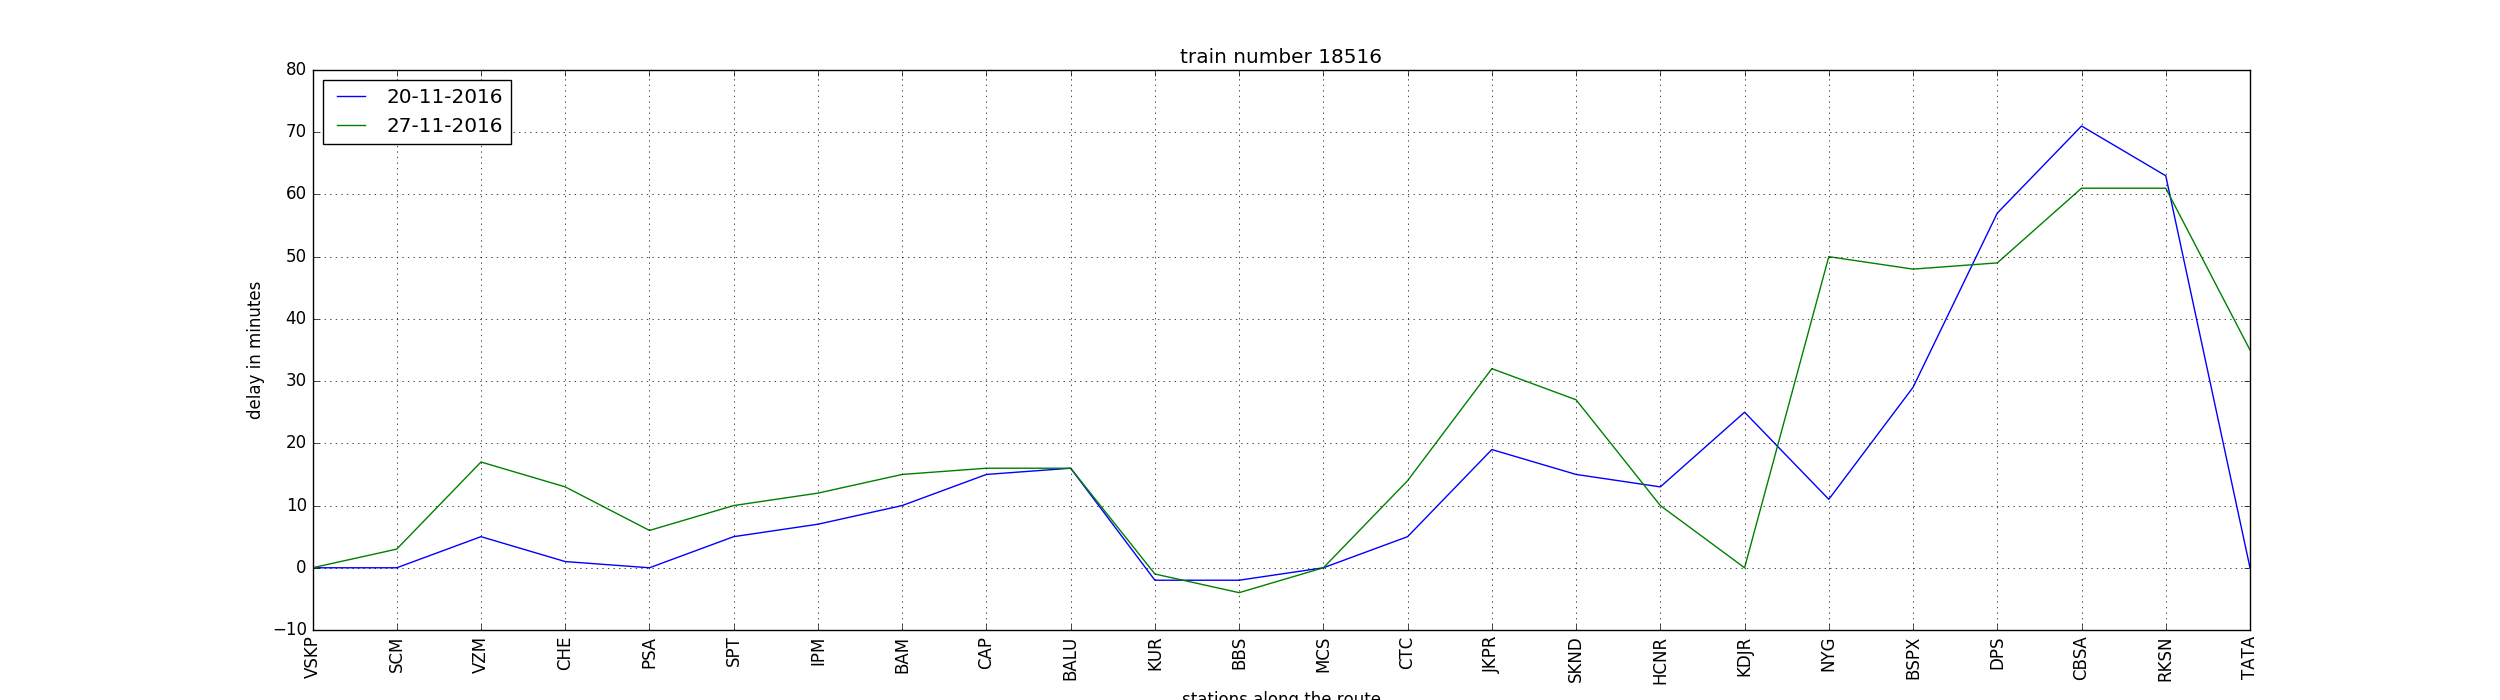 train number 18516
20-11-2016
27-11-2016
80
70
60
50
40
30
20
10
0
−10
delay in minutes
VSKP
SCM
VZM
CHE
PSA
SPT
IPM
BAM
CAP
BALU
KUR
BBS
MCS
CTC
JKPR
SKND
HCNR
KDJR
NYG
BSPX
DPS
CBSA
RKSN
TATA
stations along the route